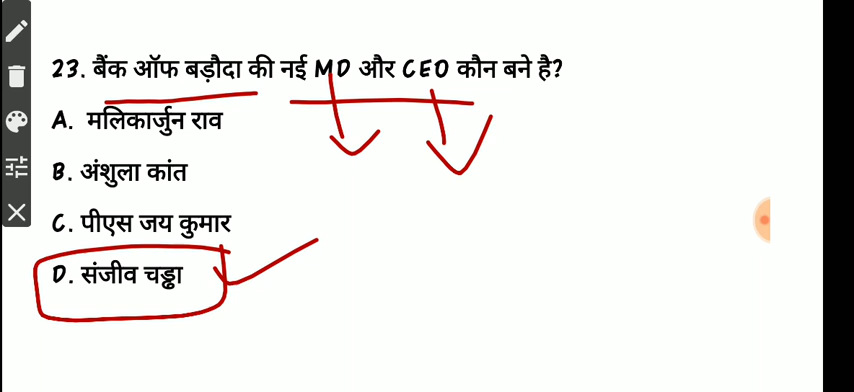 23. बैंक ऑफ बड़ौदा की नई MD और CEO कौन बने है?
A. मलिकार्जुन राव
B. अंशुला कांत
C. पीएस जय कुमार
D. संजीव चड्ढा